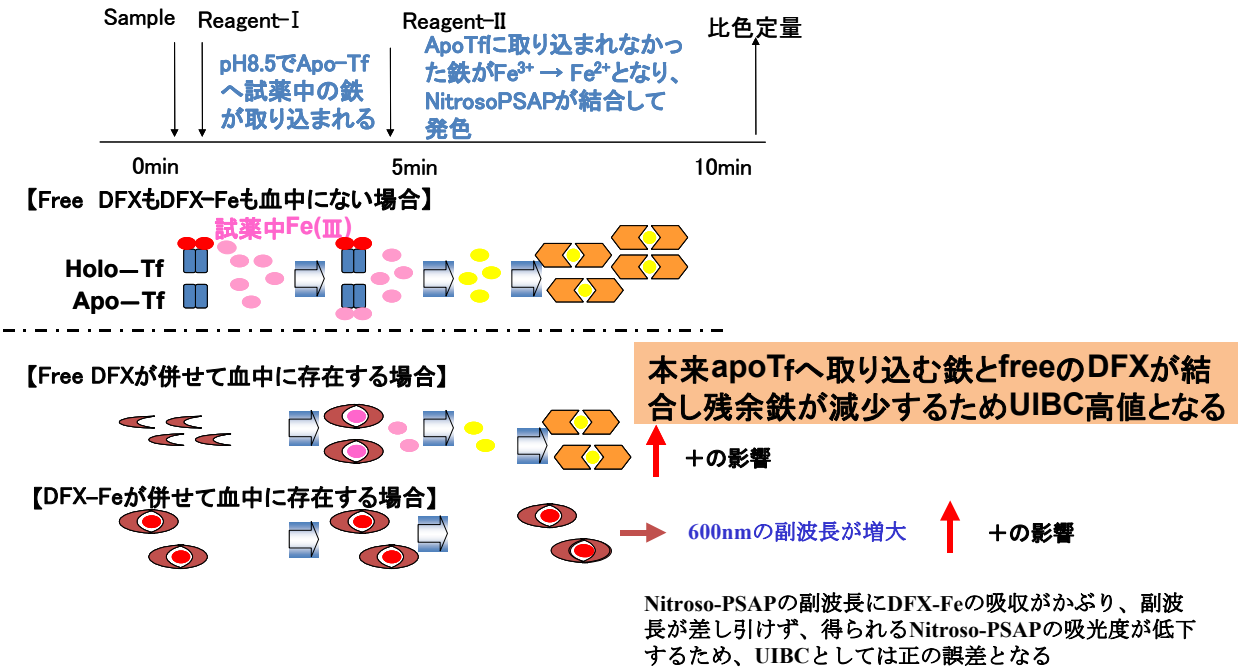 Sample Reagent-Ⅰ Reagent-Ⅱ 比色定量
pH8.5でApo-Tf
へ試薬中の鉄
が取り込まれる
ApoTfに取り込まれなかっ
た鉄がFe3+ → Fe2+となり、
NitrosoPSAPが結合して
発色
0min 5min 10min
【Free DFXもDFX-Feも血中にない場合】
試薬中Fe(Ⅲ)
Holo—Tf
Apo—Tf
【Free DFXが併せて血中に存在する場合】
本来apoTfへ取り込む鉄とfreeのDFXが結
合し残余鉄が減少するためUIBC高値となる
＋の影響
【DFX–Feが併せて血中に存在する場合】
600nmの副波長が増大
＋の影響
Nitroso-PSAPの副波長にDFX-Feの吸収がかぶり、副波
長が差し引けず、得られるNitroso-PSAPの吸光度が低下
するため、UIBCとしては正の誤差となる